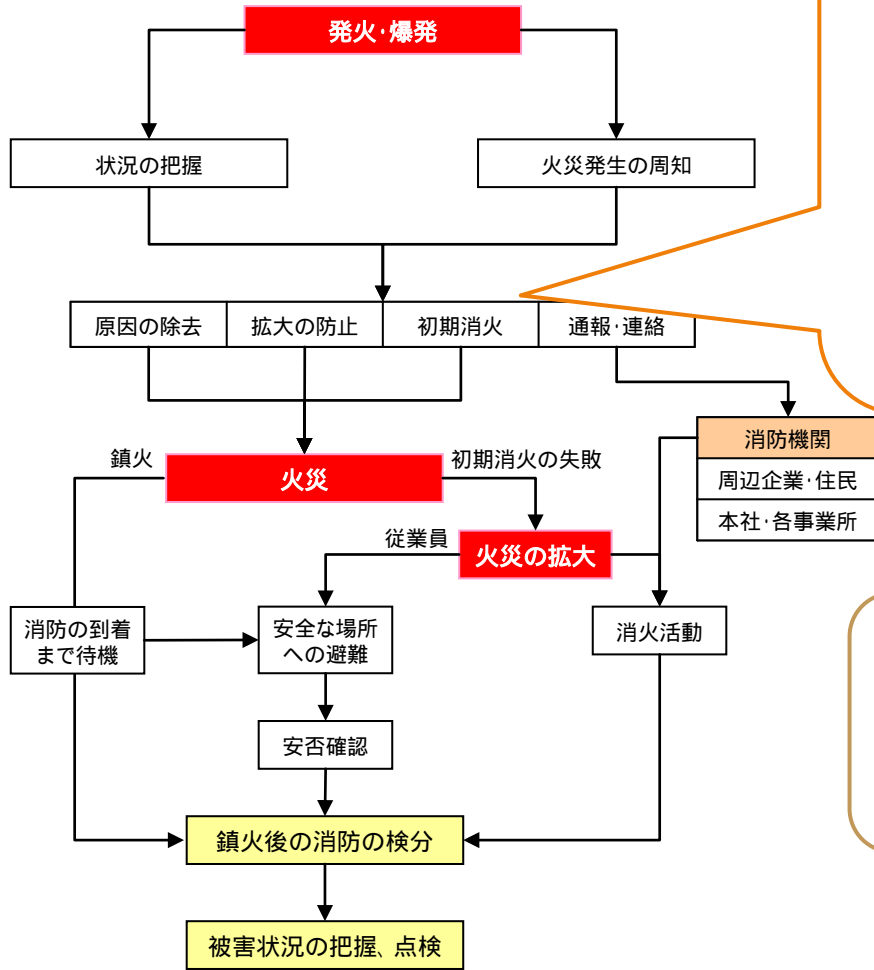 発火・爆発
状況の把握
火災発生の周知
原因の除去
拡大の防止
初期消火
通報・連絡
消防機関
周辺企業・住民
本社・各事業所
鎮火
火災
初期消火の失敗
従業員
火災の拡大
消防の到着
まで待機
安全な場所
への避難
消火活動
安否確認
鎮火後の消防の検分
被害状況の把握、点検